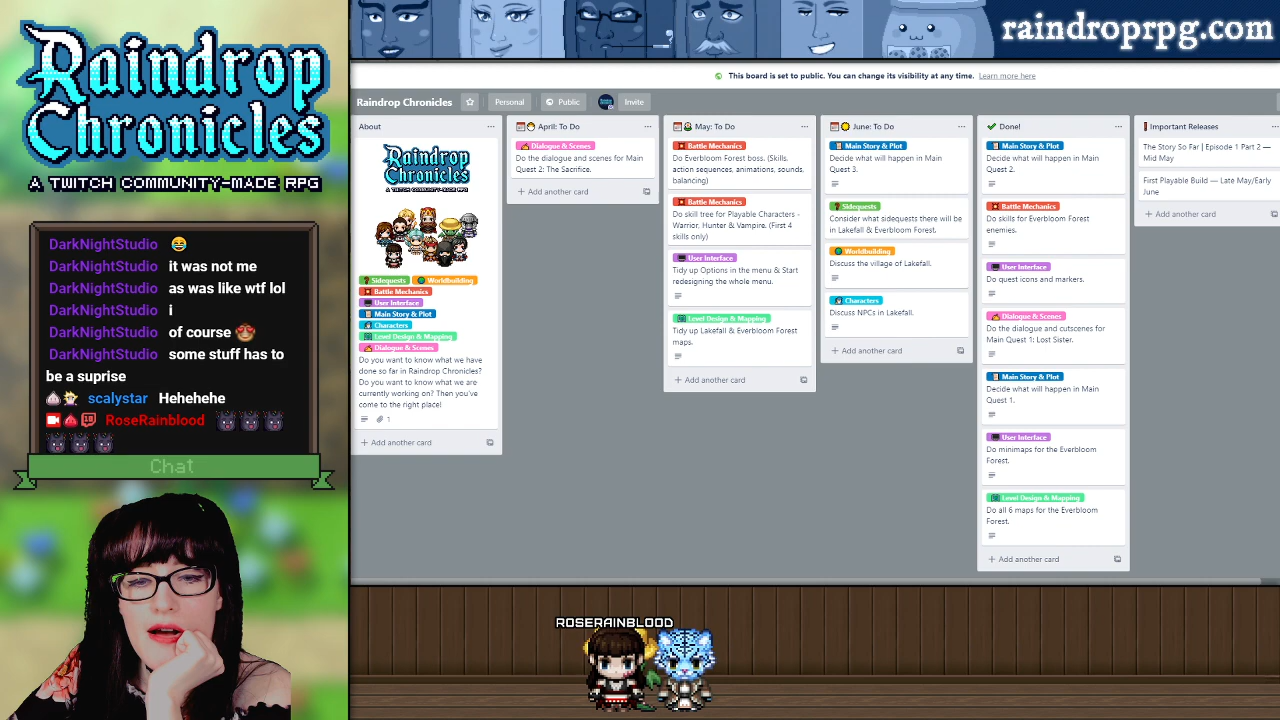 Raindrop
Chronicles
A TWITCH COMMUNITY-MADE RPG
DarkNightStudio
DarkNightStudio it was not me
DarkNightStudio as was like wtf lol
DarkNightStudio i
DarkNightStudio of course
DarkNightStudio some stuff has to
be a suprise
scalystar Hehehehe
RoseRainblood
Chat
raindroprpg.com
This board is set to public. You can change its visibility at any time. Learn more here
Raindrop Chronicles Personal Public Invite
About
Raindrop
Chronicles
A TWITCH COMMUNITY-MADE RPG
Sidequests Worldbuilding
Battle Mechanics
User Interface
Main Story & Plot
Characters
Level Design & Mapping
Dialogue & Scenes
Do you want to know what we have
done so far in Raindrop Chronicles?
Do you want to know what we are
currently working on? Then you've
come to the right place!
1
+ Add another card
April: To Do
Dialogue & Scenes
Do the dialogue and scenes for Main
Quest 2: The Sacrifice.
+ Add another card
May: To Do
Battle Mechanics
Do Everbloom Forest boss. (Skills,
action sequences, animations, sounds,
balancing)
Battle Mechanics
Do skill tree for Playable Characters -
Warrior, Hunter & Vampire. (First 4
skills only)
User Interface
Tidy up Options in the menu & Start
redesigning the whole menu.
Level Design & Mapping
Tidy up Lakefall & Everbloom Forest
maps.
+ Add another card
June: To Do
Main Story & Plot
Decide what will happen in Main
Quest 3.
Sidequests
Consider what sidequests there will be
in Lakefall & Everbloom Forest.
Worldbuilding
Discuss the village of Lakefall.
Characters
Discuss NPCs in Lakefall.
+ Add another card
Done!
Main Story & Plot
Decide what will happen in Main
Quest 2.
Battle Mechanics
Do skills for Everbloom Forest
enemies.
User Interface
Do quest icons and markers.
Dialogue & Scenes
Do the dialogue and cutscenes for
Main Quest 1: Lost Sister.
Main Story & Plot
Decide what will happen in Main
Quest 1.
User Interface
Do minimaps for the Everbloom
Forest.
Level Design & Mapping
Do all 6 maps for the Everbloom
Forest.
+ Add another card
Important Releases
The Story So Far | Episode 1 Part 2 —
Mid May
First Playable Build — Late May/Early
June
+ Add another card
ROSERAINBLOOD